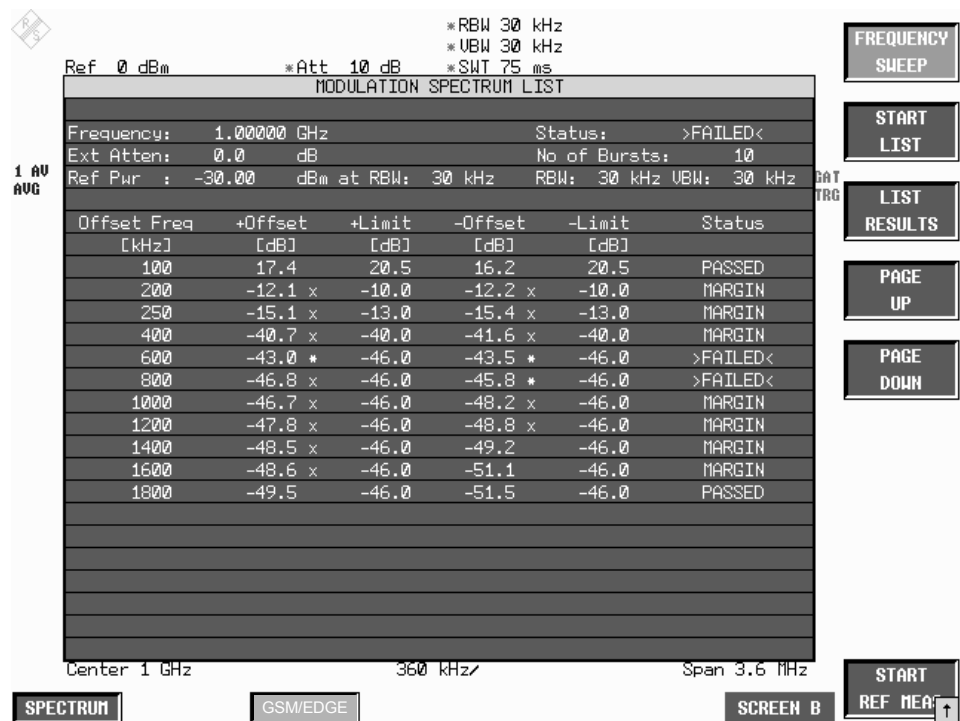 R/S
*RBW 30 kHz
*VBW 30 kHz
Ref 0 dBm *Att 10 dB *SWT 75 ms
MODULATION SPECTRUM LIST
Frequency: 1.00000 GHz Status: >FAILED<
Ext Atten: 0.0 dB No of Bursts: 10
Ref Pwr : -30.00 dBm at RBW: 30 kHz RBW: 30 kHz VBW: 30 kHz
1 AV
AVG
GAT
TRG
Offset Freq +Offset +Limit -Offset -Limit Status
[kHz] [dB] [dB] [dB] [dB]
100 17.4 20.5 16.2 20.5 PASSED
200 -12.1 x -10.0 -12.2 x -10.0 MARGIN
250 -15.1 x -13.0 -15.4 x -13.0 MARGIN
400 -40.7 x -40.0 -41.6 x -40.0 MARGIN
600 -43.0 * -46.0 -43.5 * -46.0 >FAILED<
800 -46.8 x -46.0 -45.8 * -46.0 >FAILED<
1000 -46.7 x -46.0 -48.2 x -46.0 MARGIN
1200 -47.8 x -46.0 -48.8 x -46.0 MARGIN
1400 -48.5 x -46.0 -49.2 -46.0 MARGIN
1600 -48.6 x -46.0 -51.1 -46.0 MARGIN
1800 -49.5 -46.0 -51.5 -46.0 PASSED
Center 1 GHz 360 kHz/ Span 3.6 MHz
SPECTRUM GSM/EDGE SCREEN B
FREQUENCY
SWEEP
START
LIST
LIST
RESULTS
PAGE
UP
PAGE
DOWN
START
REF MEAS